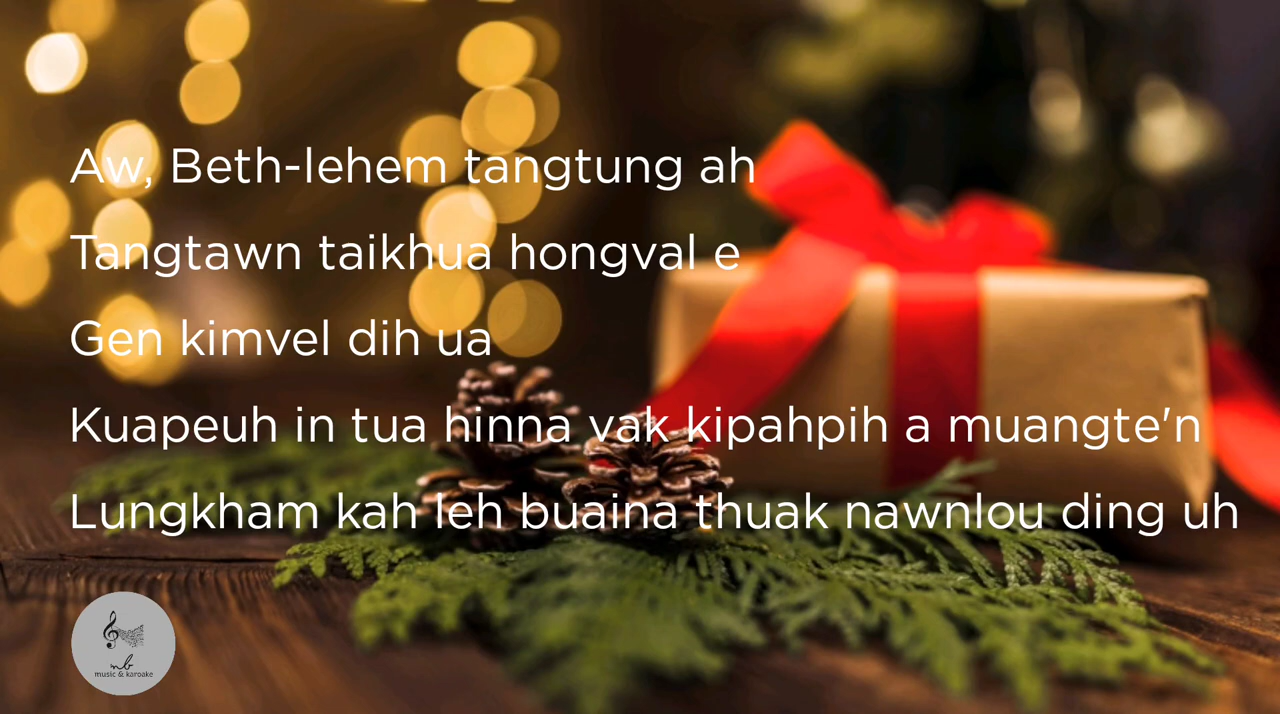 Aw, Beth-lehem tangtung ah
Tangtawn taikhua hongval e
Gen kimvel dih ua
Kuapeuh in tua hinna vak kipahpih a muangte'n
Lungkham kah leh buaina thuak nawnlou ding uh
nb
music & karoake